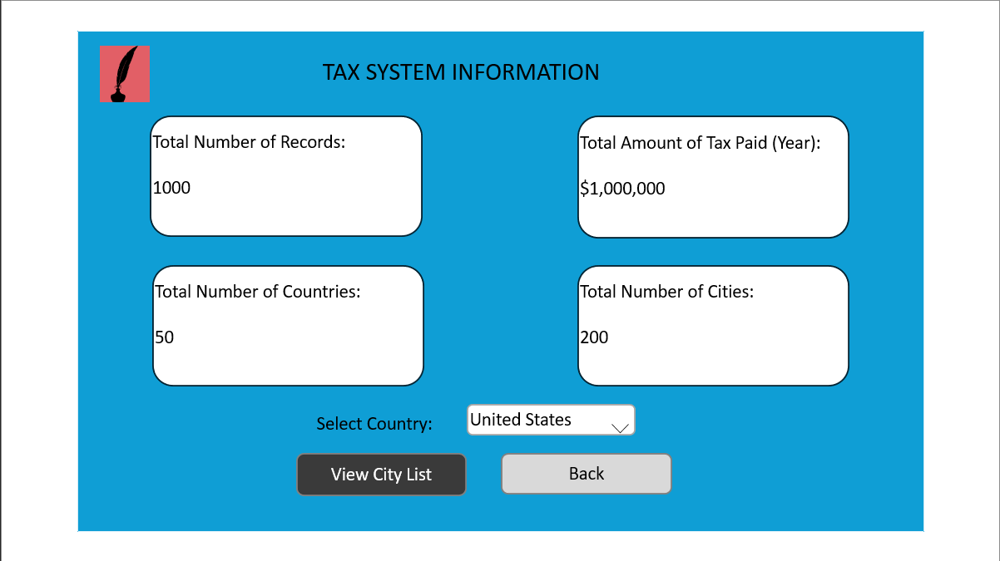 TAX SYSTEM INFORMATION
Total Number of Records:
1000
Total Amount of Tax Paid (Year):
$1,000,000
Total Number of Countries:
50
Total Number of Cities:
200
Select Country:
United States
View City List
Back